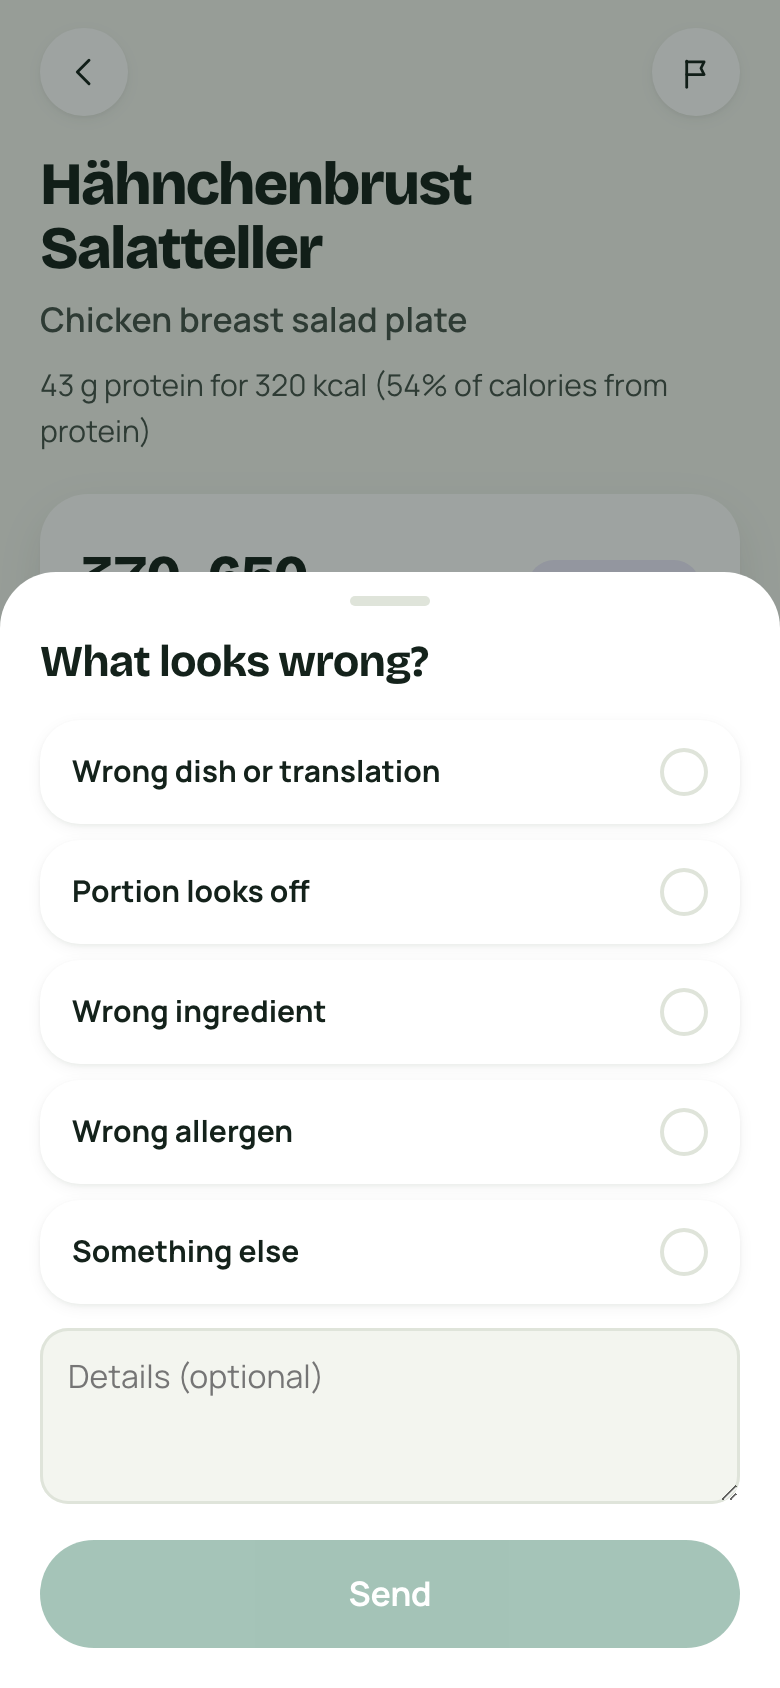 Hähnchenbrust
Salatteller
Chicken breast salad plate
43 g protein for 320 kcal (54% of calories from
protein)
What looks wrong?
Wrong dish or translation
Portion looks off
Wrong ingredient
Wrong allergen
Something else
Details (optional)
Send